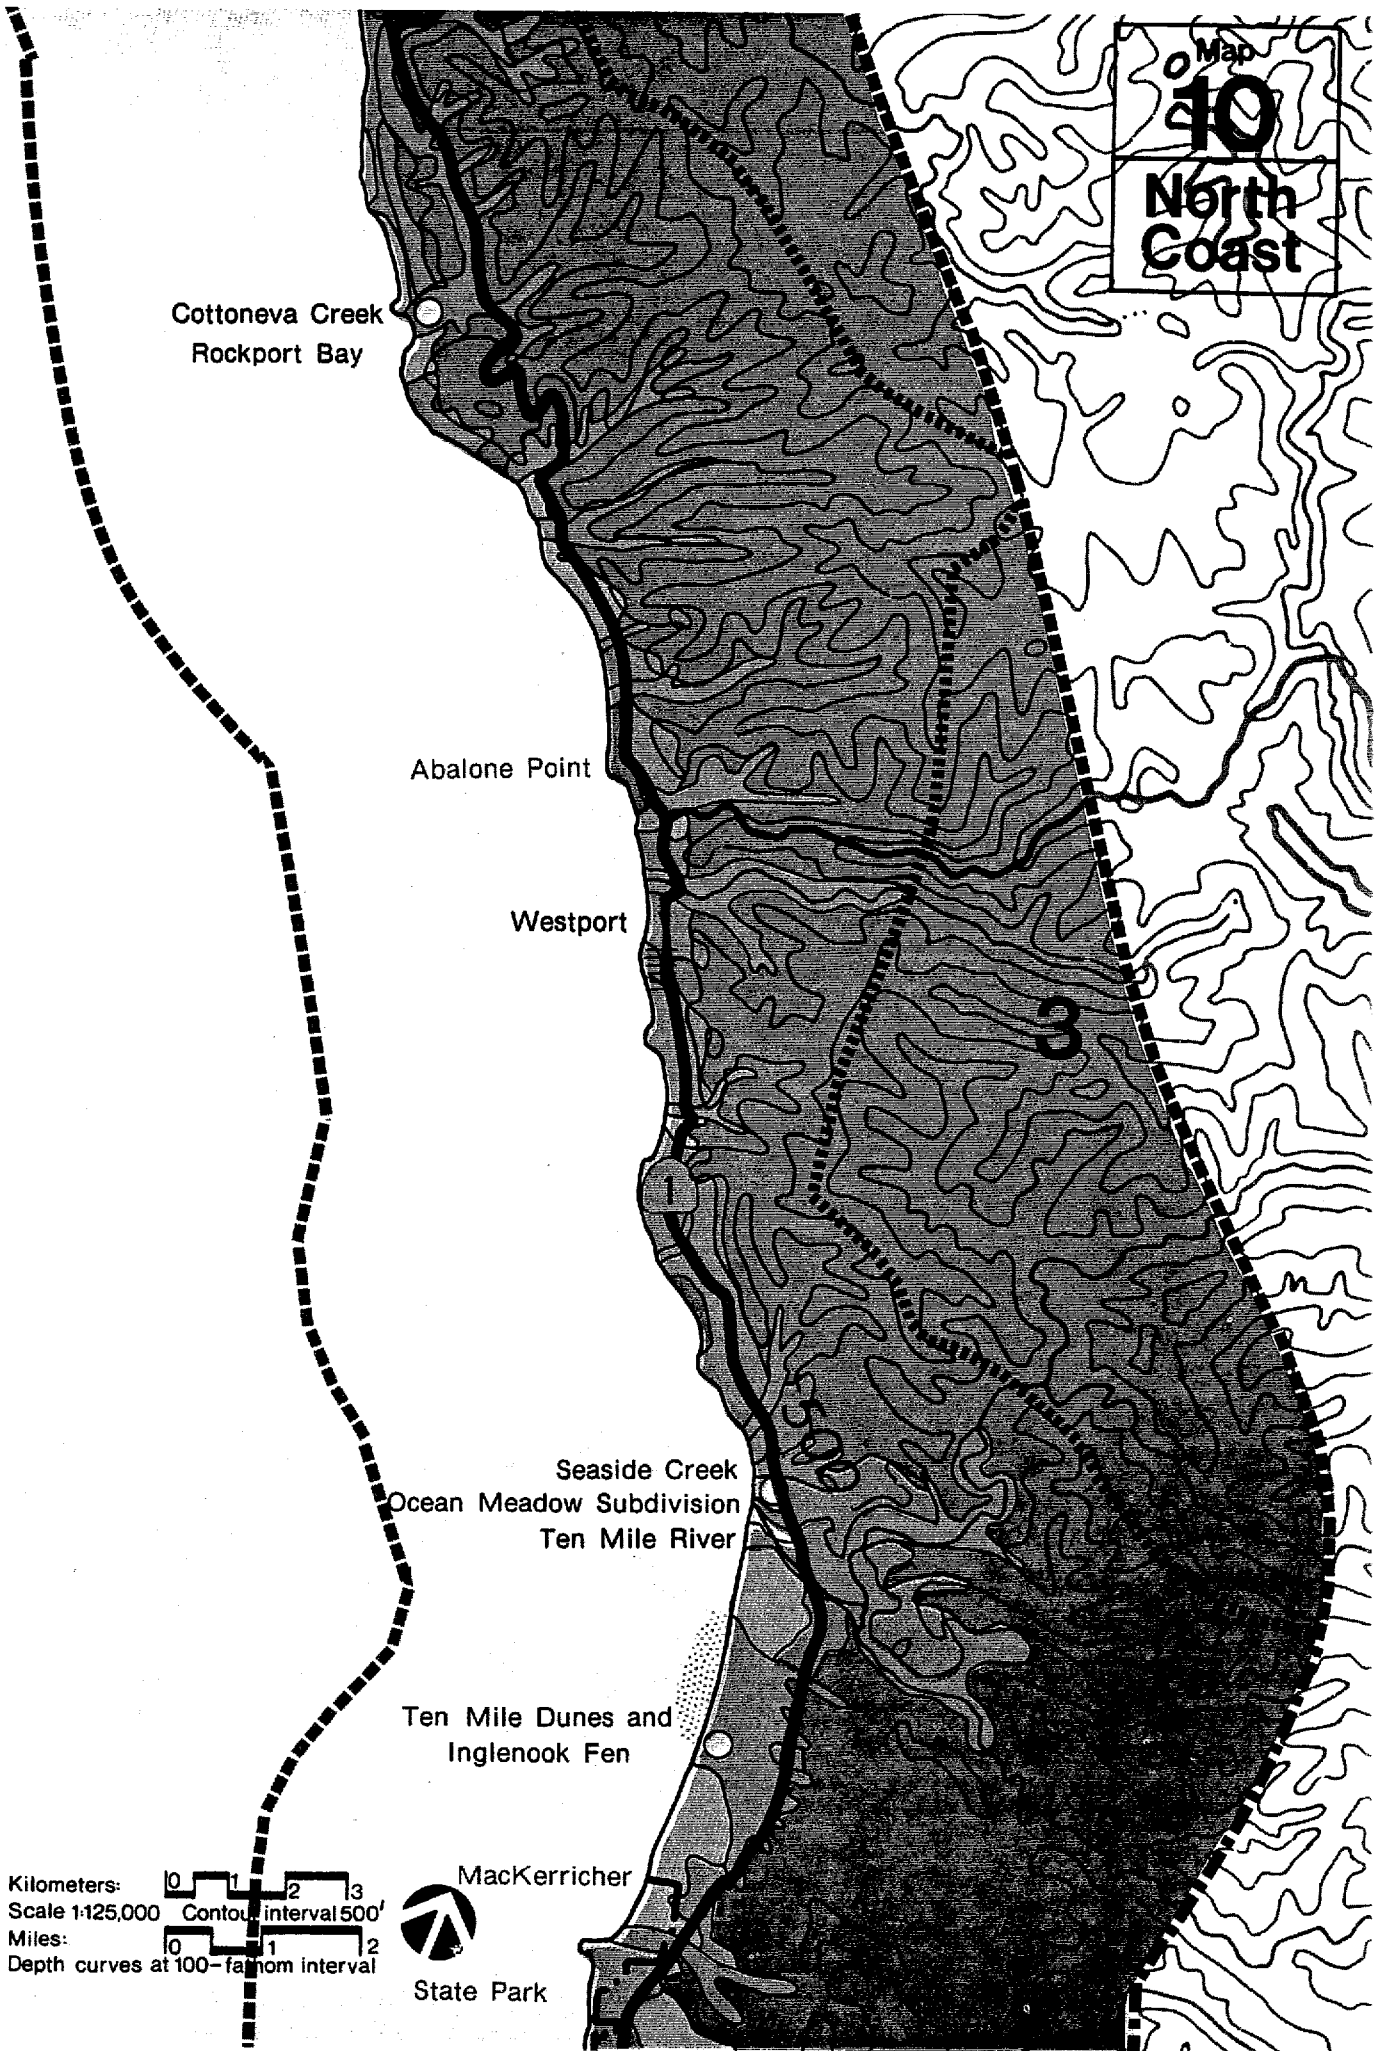 Map
10
North
Coast
Cottoneva Creek
Rockport Bay
Abalone Point
Westport
3
1
500
Seaside Creek
Ocean Meadow Subdivision
Ten Mile River
Ten Mile Dunes and
Inglenook Fen
MacKerricher
State Park
Kilometers: 0 1 2 3
Scale 1:125,000 Contour interval 500'
Miles: 0 1 2
Depth curves at 100-fathom interval